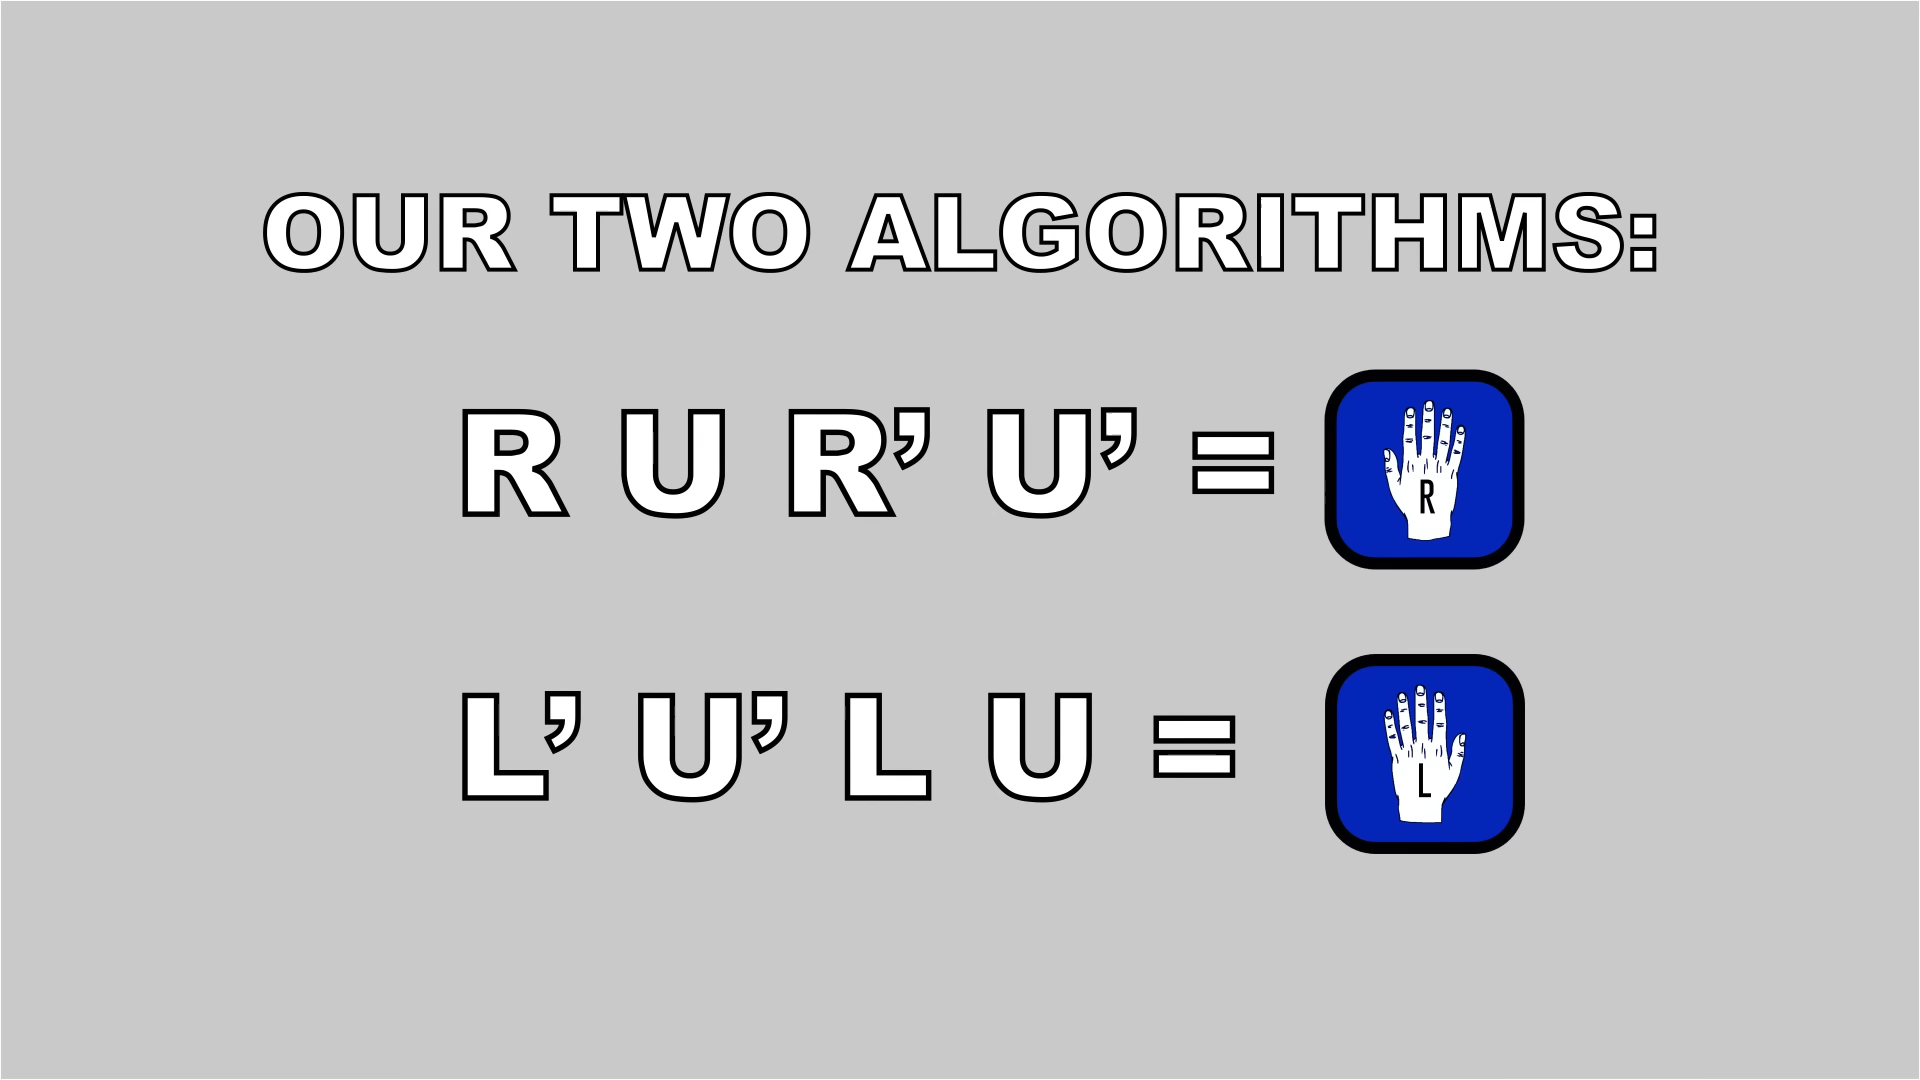 OUR TWO ALGORITHMS:
R U R’ U’ = R
L’ U’ L U = L